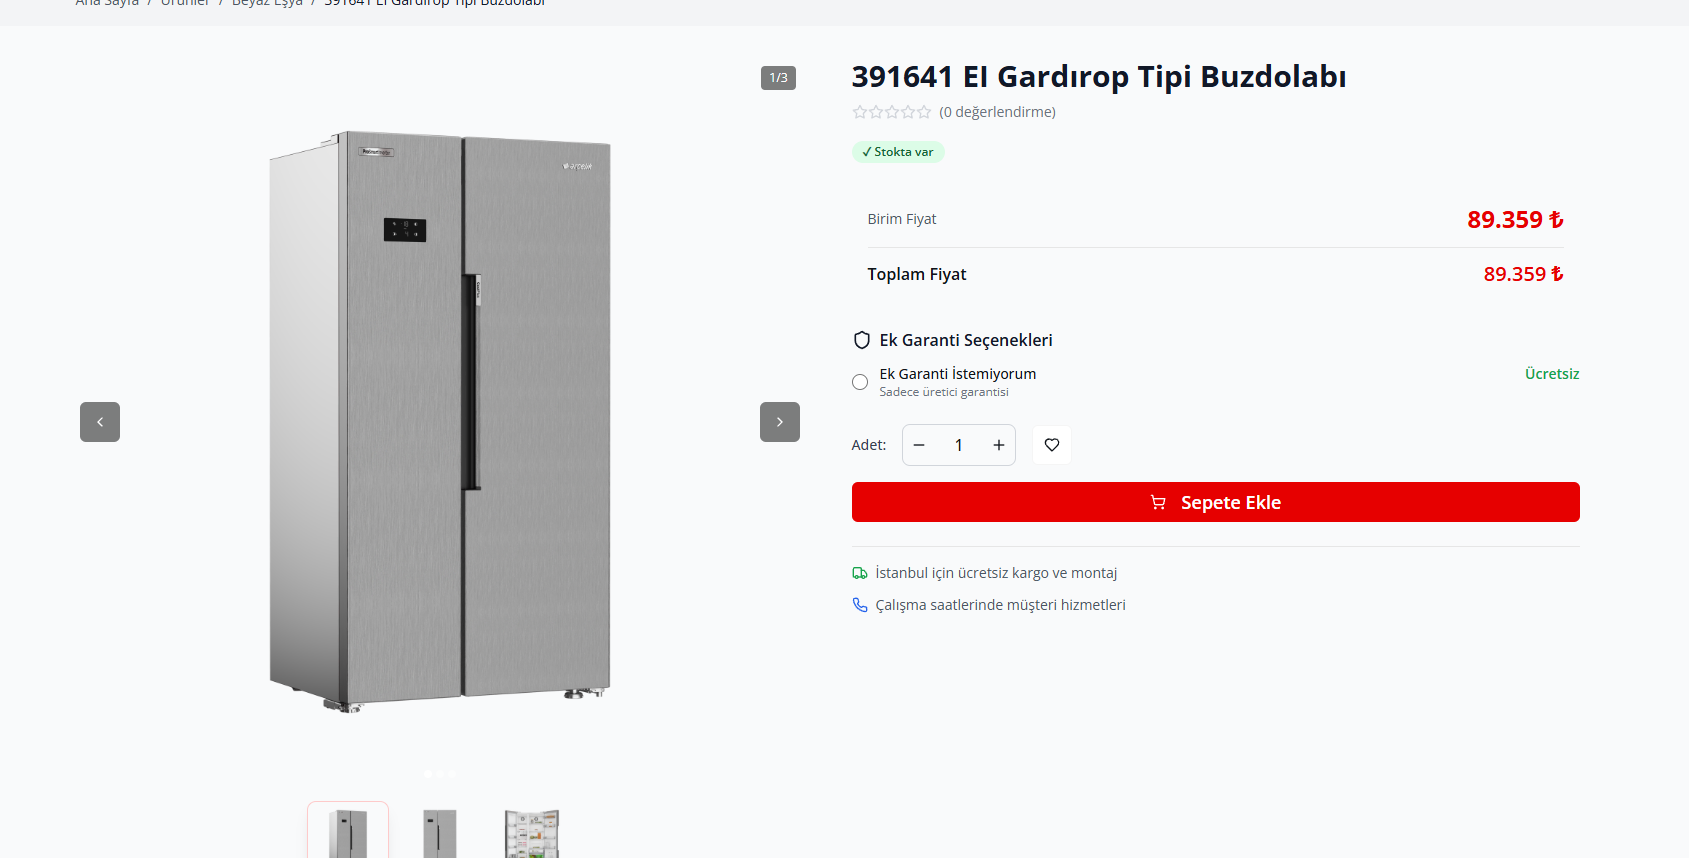 Ana Sayfa / Ürünler / Beyaz Eşya / 391641 EI Gardırop Tipi Buzdolabı
1/3
391641 EI Gardırop Tipi Buzdolabı
(0 değerlendirme)
✓ Stokta var
Birim Fiyat
89.359 ₺
Toplam Fiyat
89.359 ₺
arcelik
Ek Garanti Seçenekleri
Ek Garanti İstemiyorum
Ücretsiz
Sadece üretici garantisi
Adet:
1
Sepete Ekle
İstanbul için ücretsiz kargo ve montaj
Çalışma saatlerinde müşteri hizmetleri